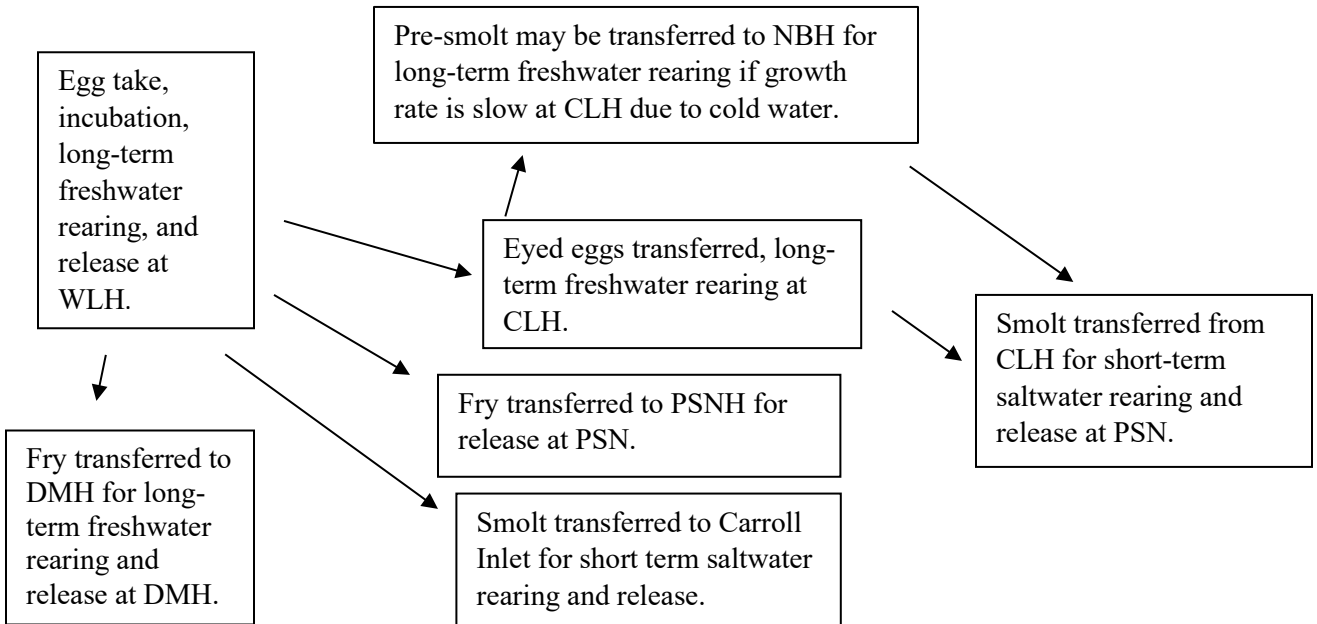 Egg take,
incubation,
long-term
freshwater
rearing, and
release at
WLH.
Pre-smolt may be transferred to NBH for
long-term freshwater rearing if growth
rate is slow at CLH due to cold water.
Eyed eggs transferred, long-
term freshwater rearing at
CLH.
Smolt transferred from
CLH for short-term
saltwater rearing and
release at PSN.
Fry transferred to PSNH for
release at PSN.
Fry transferred to
DMH for long-
term freshwater
rearing and
release at DMH.
Smolt transferred to Carroll
Inlet for short term saltwater
rearing and release.